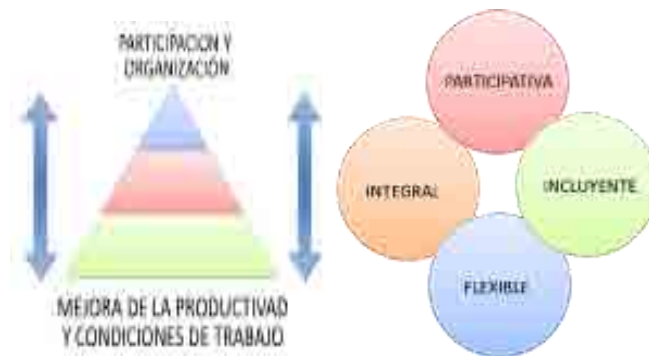 PARTICIPACION Y
ORGANIZACIÓN
MEJORA DE LA PRODUCTIVAD
Y CONDICIONES DE TRABAJO
PARTICIPATIVA
INTEGRAL
INCLUYENTE
FLEXIBLE